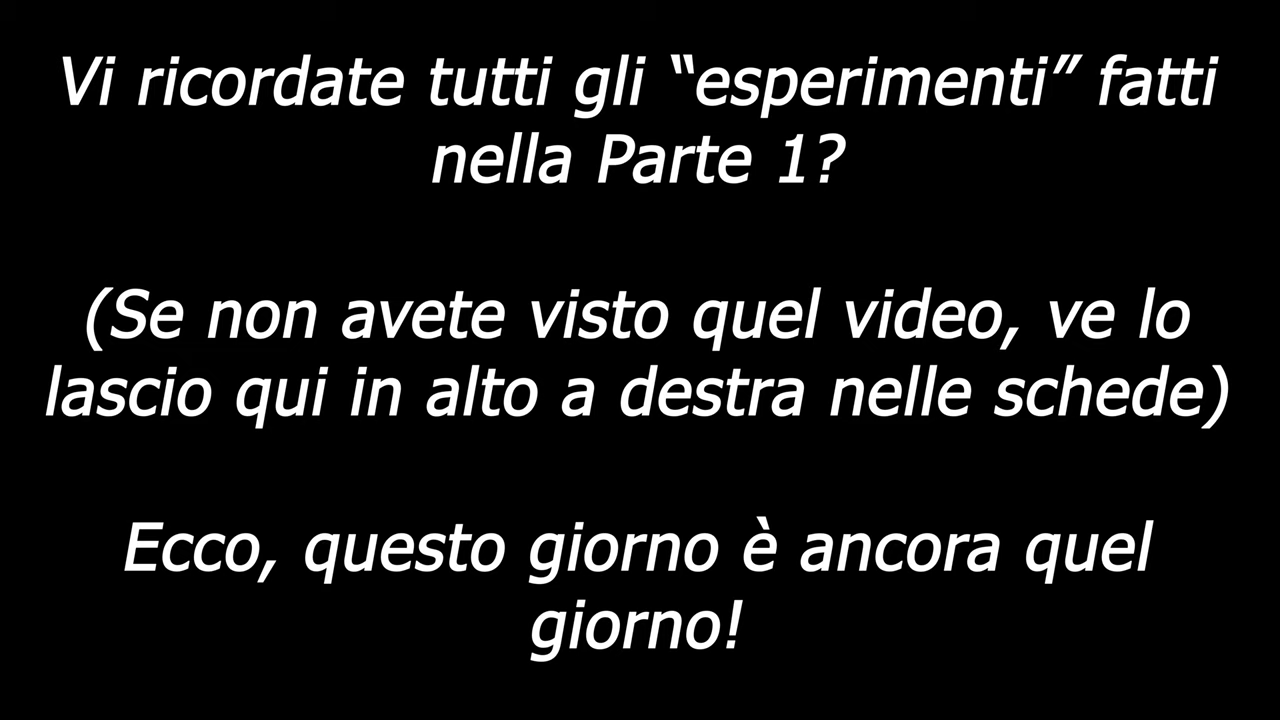 Vi ricordate tutti gli “esperimenti” fatti
nella Parte 1?
(Se non avete visto quel video, ve lo
lascio qui in alto a destra nelle schede)
Ecco, questo giorno è ancora quel
giorno!